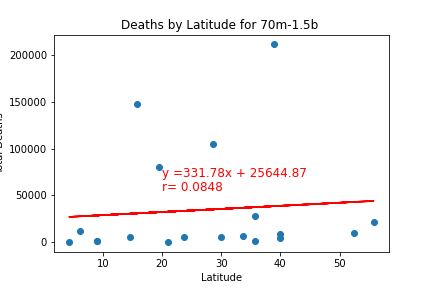 Deaths by Latitude for 70m-1.5b
200000
150000
100000
50000
0
y =331.78x + 25644.87
r= 0.0848
10 20 30 40 50
Latitude
Deaths